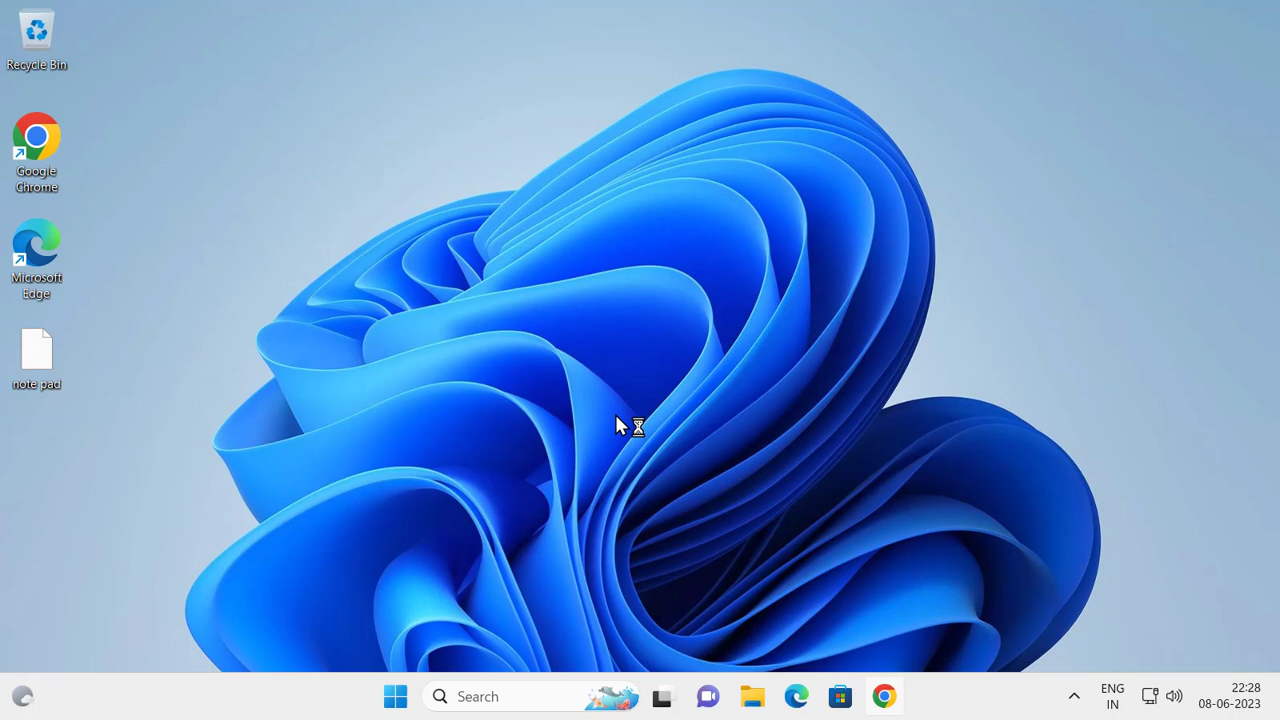 Recycle Bin
Google
Chrome
Microsoft
Edge
note pad
Search
ENG
IN
22:28
08-06-2023